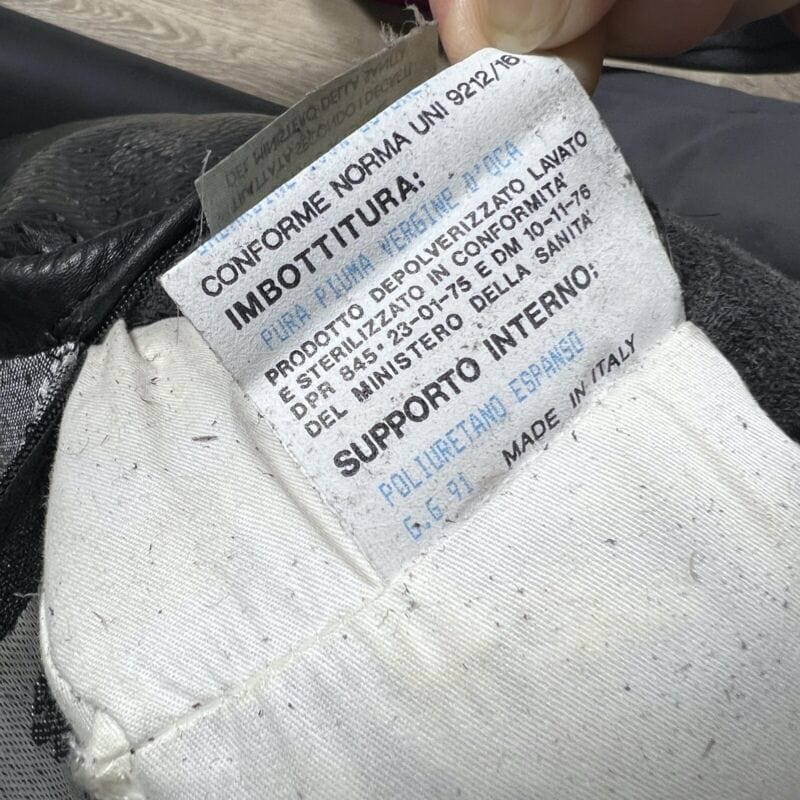 CONFORME NORMA UNI 9212/16
IMBOTTITURA:
PURA PIUMA VERGINE D'OCA
PRODOTTO DEPOLVERIZZATO LAVATO
E STERILIZZATO IN CONFORMITA'
DPR 845 · 23-01-75 E DM 10-11-76
DEL MINISTERO DELLA SANITA'
SUPPORTO INTERNO:
POLIURETANO ESPANSO
G.G.91 MADE IN ITALY